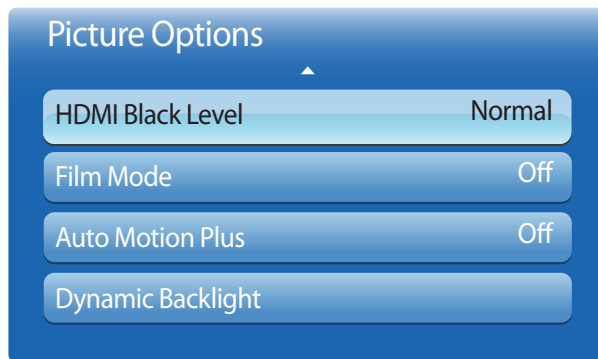 Picture Options
HDMI Black Level Normal
Film Mode Off
Auto Motion Plus Off
Dynamic Backlight